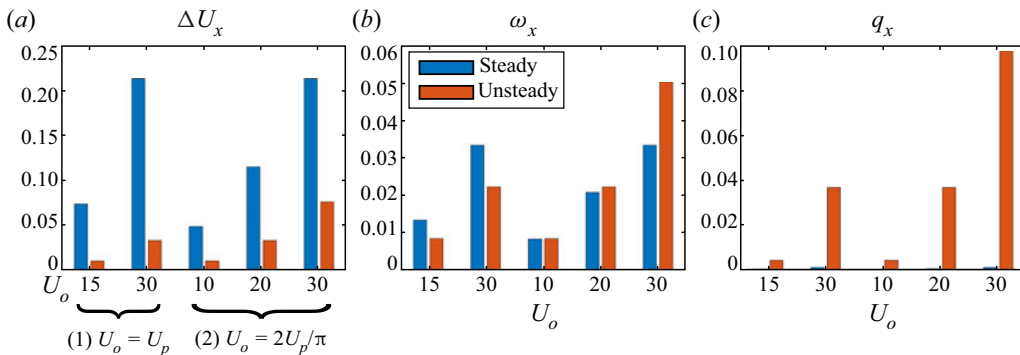 (a) ΔU_x
0.25
0.20
0.15
0.10
0.05
0
U_o 15 30 10 20 30
(1) U_o = U_p (2) U_o = 2U_p/π
(b) ω_x
0.06
0.05
0.04
0.03
0.02
0.01
0
Steady
Unsteady
15 30 10 20 30
U_o
(c) q_x
0.10
0.08
0.06
0.04
0.02
0
15 30 10 20 30
U_o